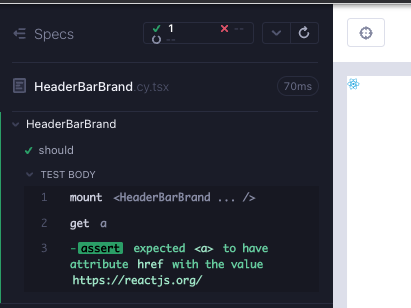 Specs
1
--
--
HeaderBarBrand.cy.tsx
70ms
HeaderBarBrand
should
TEST BODY
1 mount <HeaderBarBrand ... />
2 get a
3 -assert expected <a> to have
attribute href with the value
https://reactjs.org/